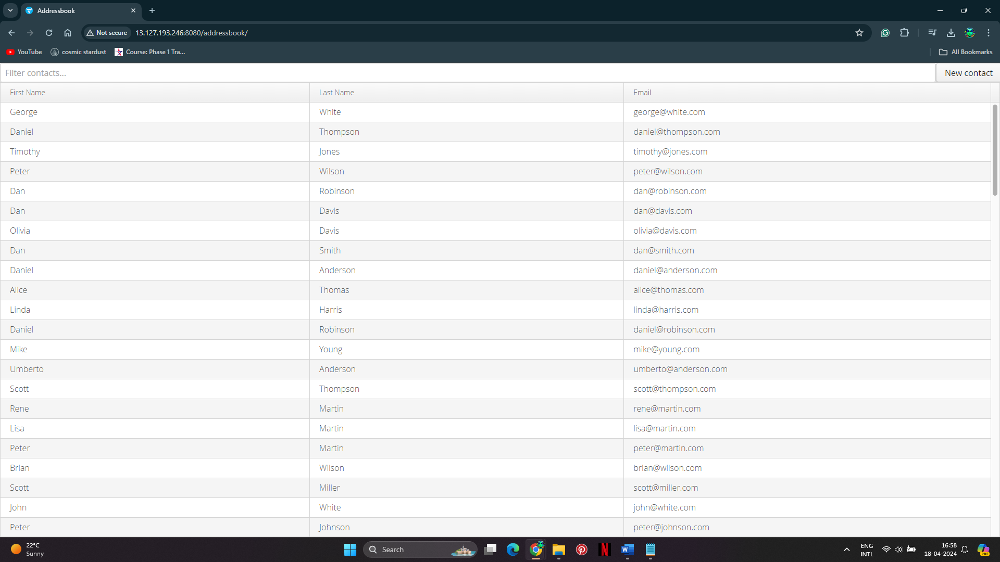 Addressbook
Not secure 13.127.193.246:8080/addressbook/
YouTube cosmic stardust Course: Phase 1 Tra... All Bookmarks
Filter contacts... New contact
First Name Last Name Email
George White george@white.com
Daniel Thompson daniel@thompson.com
Timothy Jones timothy@jones.com
Peter Wilson peter@wilson.com
Dan Robinson dan@robinson.com
Dan Davis dan@davis.com
Olivia Davis olivia@davis.com
Dan Smith dan@smith.com
Daniel Anderson daniel@anderson.com
Alice Thomas alice@thomas.com
Linda Harris linda@harris.com
Daniel Robinson daniel@robinson.com
Mike Young mike@young.com
Umberto Anderson umberto@anderson.com
Scott Thompson scott@thompson.com
Rene Martin rene@martin.com
Lisa Martin lisa@martin.com
Peter Martin peter@martin.com
Brian Wilson brian@wilson.com
Scott Miller scott@miller.com
John White john@white.com
Peter Johnson peter@johnson.com
22°C
Sunny
Search
ENG
INTL
16:58
18-04-2024
PRE